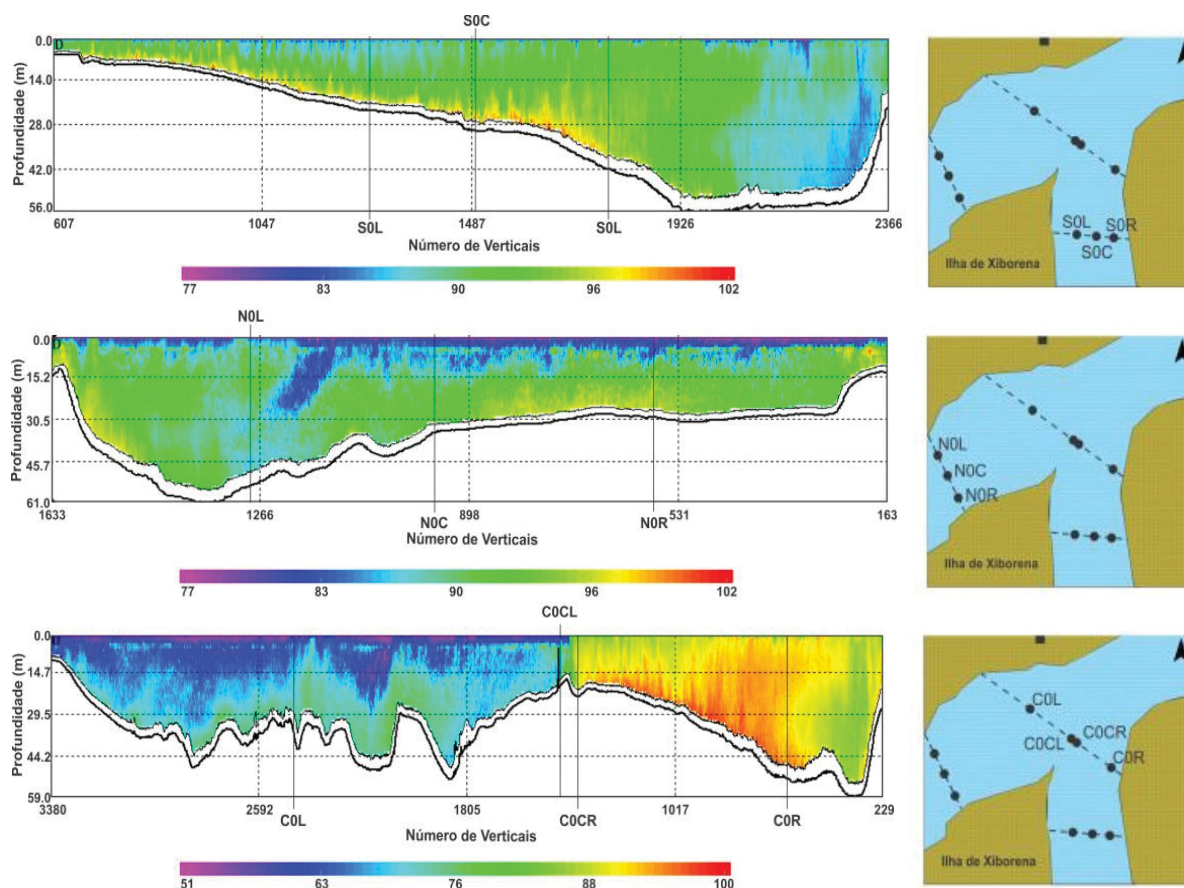 S0C
0.0
D
14.0
28.0
42.0
56.0
Profundidade (m)
607 1047 1487 1926 2366
S0L S0L
Número de Verticais
77 83 90 96 102
S0L S0R
S0C
Ilha de Xiborena
N0L
0.0
D
15.2
30.5
45.7
61.0
Profundidade (m)
1633 1266 898 531 163
N0C N0R
Número de Verticais
77 83 90 96 102
N0L
N0C
N0R
Ilha de Xiborena
C0CL
0.0
14.7
29.5
44.2
59.0
Profundidade (m)
3380 2592 1805 1017 229
C0L C0CR C0R
Número de Verticais
51 63 76 88 100
C0L
C0CR
C0CL
C0R
Ilha de Xiborena